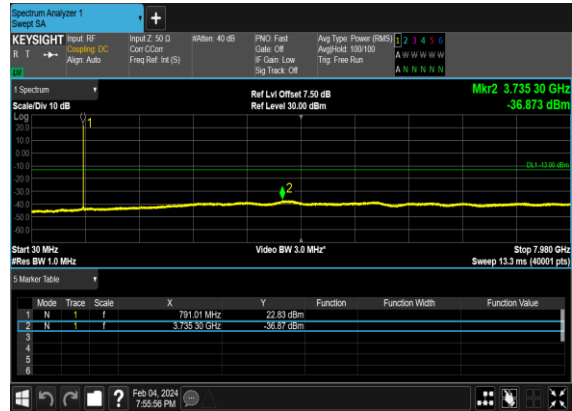 Spectrum Analyzer 1
Swept SA
+
KEYSIGHT Input: RF Input Z: 50 Ω #Atten: 40 dB PNO: Fast Avg Type: Power (RMS) 1 2 3 4 5 6
R T Coupling: DC Corr CCorr Gate: Off Avg|Hold: 100/100 A W W W W W
Align: Auto Freq Ref: Int (S) IF Gain: Low Trig: Free Run
Sig Track: Off A N N N N N
1 Spectrum Ref Lvl Offset 7.50 dB Mkr2 3.735 30 GHz
Scale/Div 10 dB Ref Level 30.00 dBm -36.873 dBm
Log
20.0
10.0
0.00
-10.0
-20.0
-30.0
-40.0
-50.0
-60.0
1
DL1 -13.00 dBm
2
Start 30 MHz Video BW 3.0 MHz* Stop 7.980 GHz
#Res BW 1.0 MHz Sweep 13.3 ms (40001 pts)
5 Marker Table
Mode Trace Scale X Y Function Function Width Function Value
1 N 1 f 791.01 MHz 22.83 dBm
2 N 1 f 3.735 30 GHz -36.87 dBm
3
4
5
6
? Feb 04, 2024
7:55:56 PM